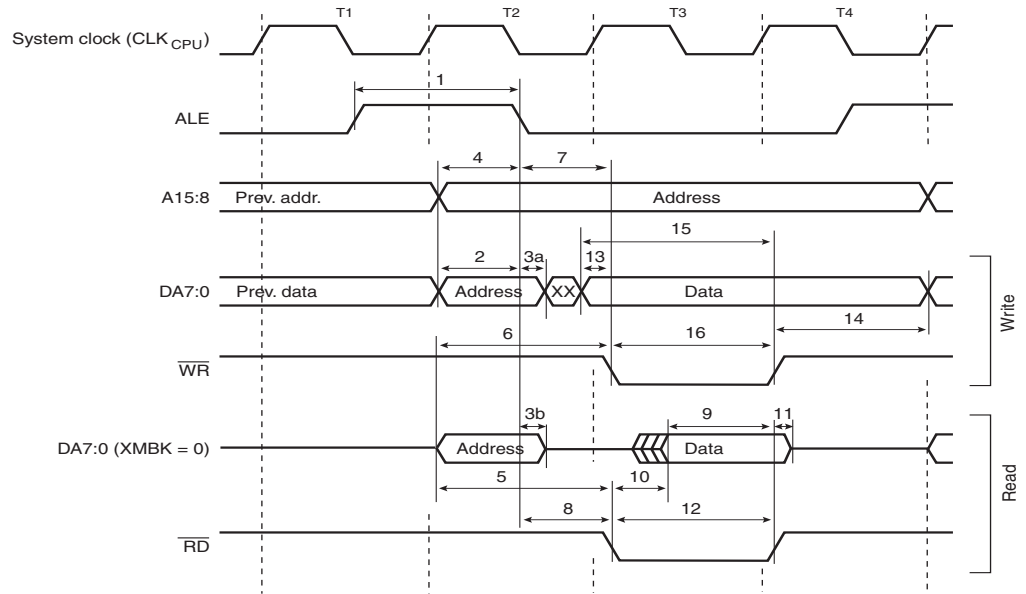 T1 T2 T3 T4
System clock (CLKCPU)
1
ALE
4 7
A15:8 Prev. addr. Address
15
2 3a 13
DA7:0 Prev. data Address XX Data
14
6 16
WR
Write
3b 9 11
DA7:0 (XMBK = 0) Address Data
5 10
8 12
RD
Read